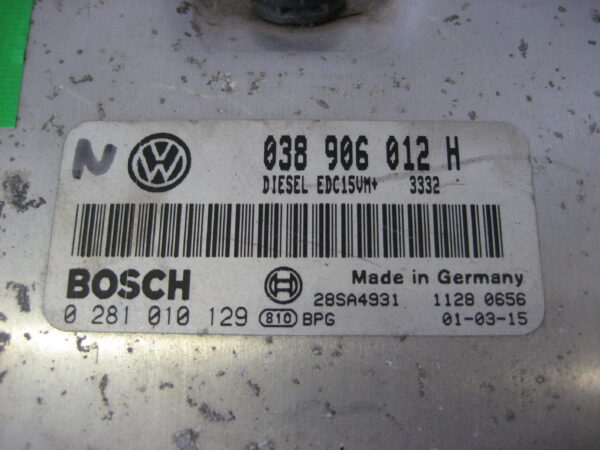 N VW 038 906 012 H
DIESEL EDC15VM+ 3332
BOSCH Made in Germany
28SA4931 1128 0656
0 281 010 129 810 BPG 01-03-15